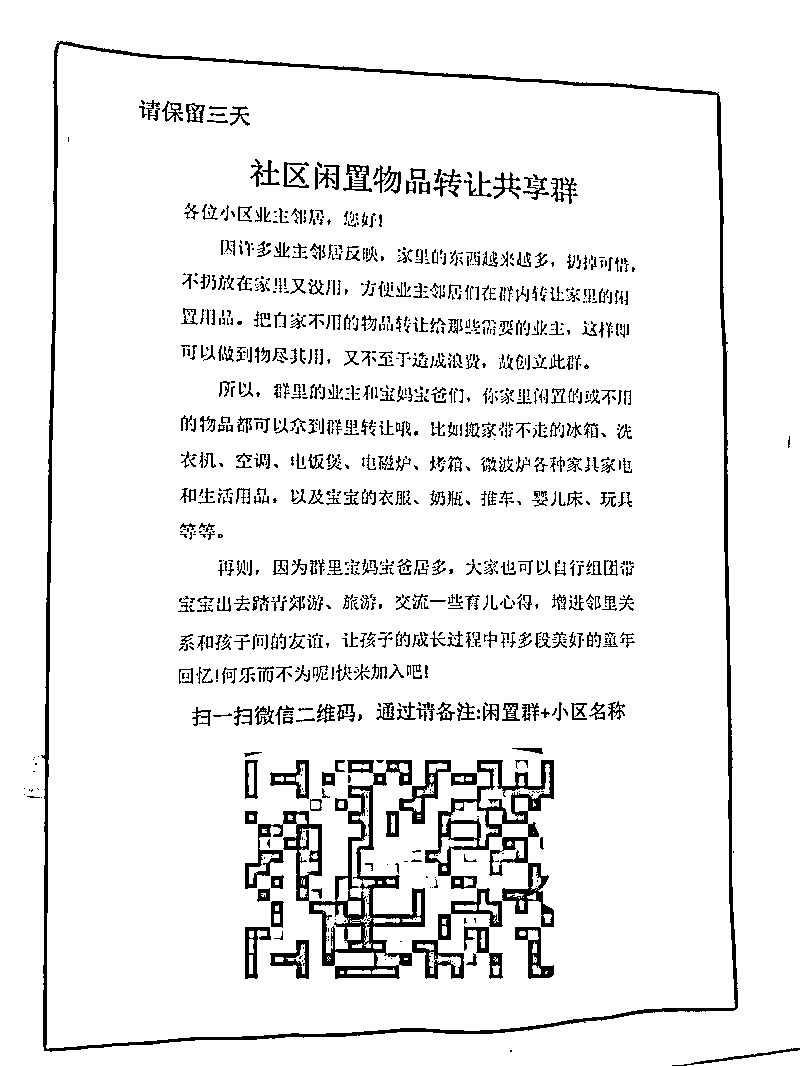 请保留三天
社区闲置物品转让共享群
各位小区业主邻居，您好!
因许多业主邻居反映，家里的东西越来越多，扔掉可惜，
不扔放在家里又没用，方便业主邻居们在群内转让家里的闲
置用品。把自家不用的物品转让给那些需要的业主，这样即
可以做到物尽其用，又不至于造成浪费，故创立此群。
所以，群里的业主和宝妈宝爸们，你家里闲置的或不用
的物品都可以拿到群里转让哦。比如搬家带不走的冰箱、洗
衣机、空调、电饭煲、电磁炉、烤箱、微波炉各种家具家电
和生活用品，以及宝宝的衣服、奶瓶、推车、婴儿床、玩具
等等。
再则，因为群里宝妈宝爸居多，大家也可以自行组团带
宝宝出去踏青郊游、旅游，交流一些育儿心得，增进邻里关
系和孩子间的友谊，让孩子的成长过程中再多段美好的童年
回忆!何乐而不为呢!快来加入吧!
扫一扫微信二维码，通过请备注:闲置群+小区名称